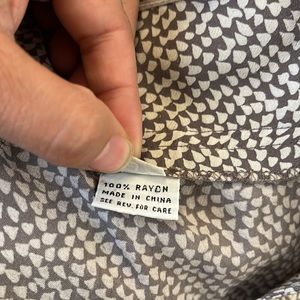 100% RAYON
MADE IN CHINA
SEE REV. FOR CARE